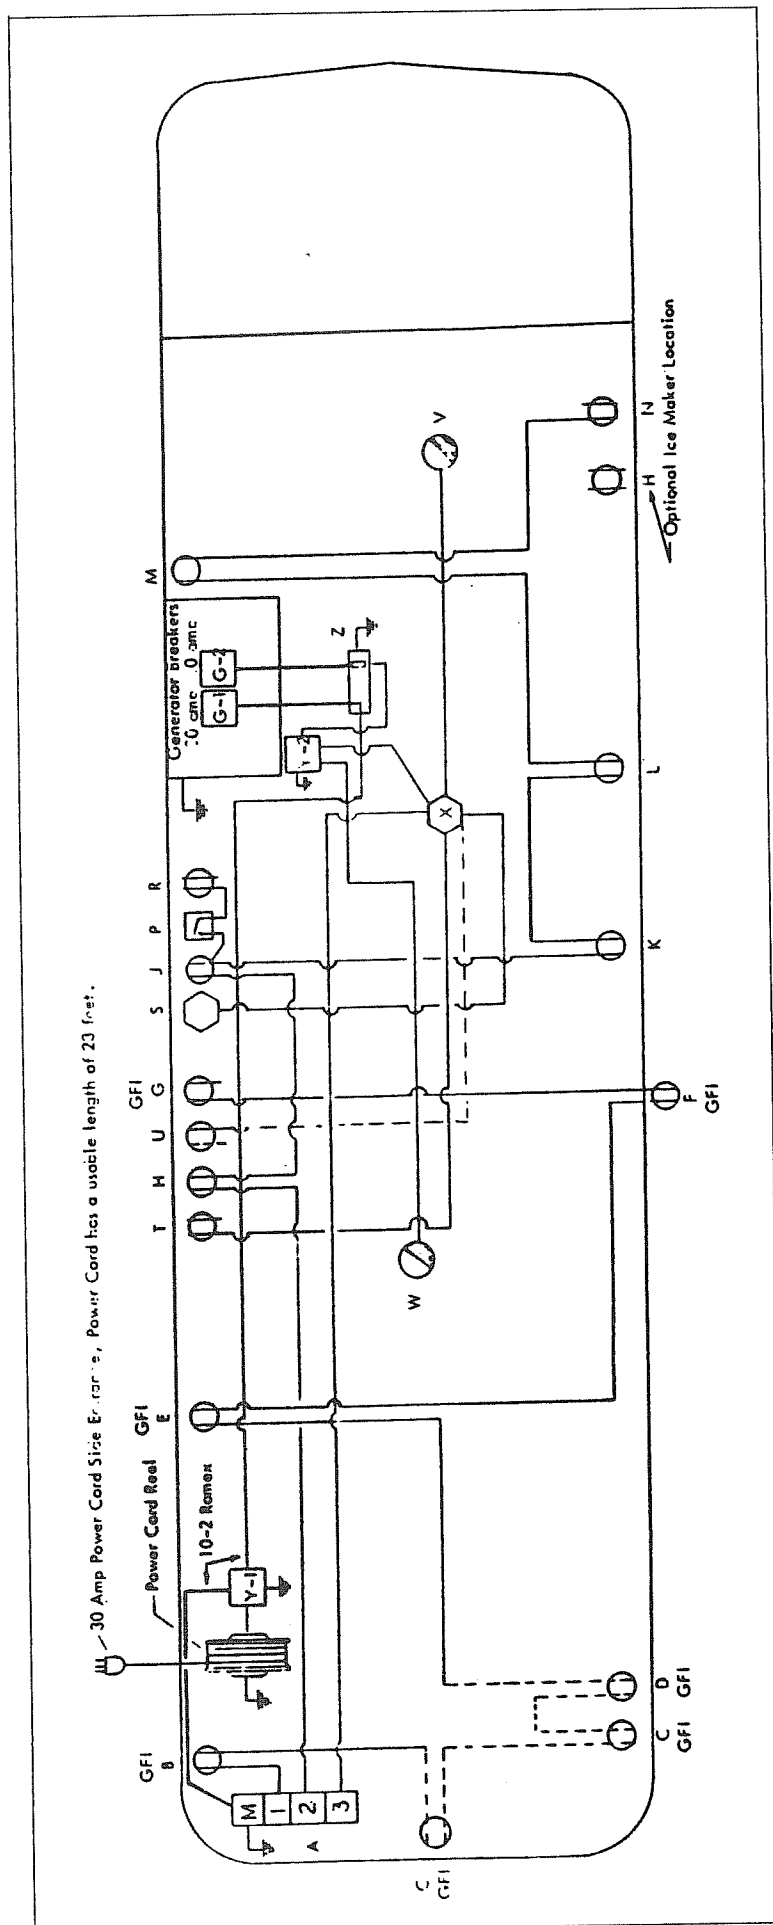 30 Amp Power Cord Side Entrance, Power Cord has a usable length of 23 feet.
Power Cord Reel
10-2 Romex
GFI
B
GFI
E
T
H
U
GFI
G
S
J
P
R
Generator breakers
amp
G-1
G-2
M
Y-1
Y-2
Z
M
1
2
3
A
W
X
V
C
GFI
C
GFI
D
GFI
F
GFI
K
L
H
N
Optional Ice Maker Location